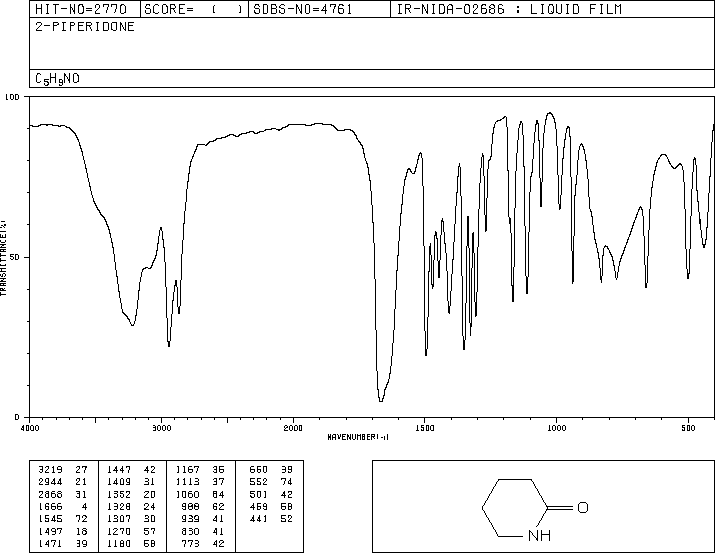 HIT-NO=2770 SCORE= ( ) SDBS-NO=4761 IR-NIDA-02686 : LIQUID FILM
2-PIPERIDONE
C5H9NO
100
50
0
TRANSMITTANCE(%)
4000 3000 2000 1500 1000 500
WAVENUMBER(-1)
3219 27 1447 42 1167 36 660 39
2944 21 1409 31 1113 37 552 74
2868 31 1352 20 1060 64 501 42
1666 4 1328 24 988 62 469 58
1545 72 1307 30 939 41 441 52
1497 18 1270 57 830 41
1471 39 1180 58 773 42
O
NH